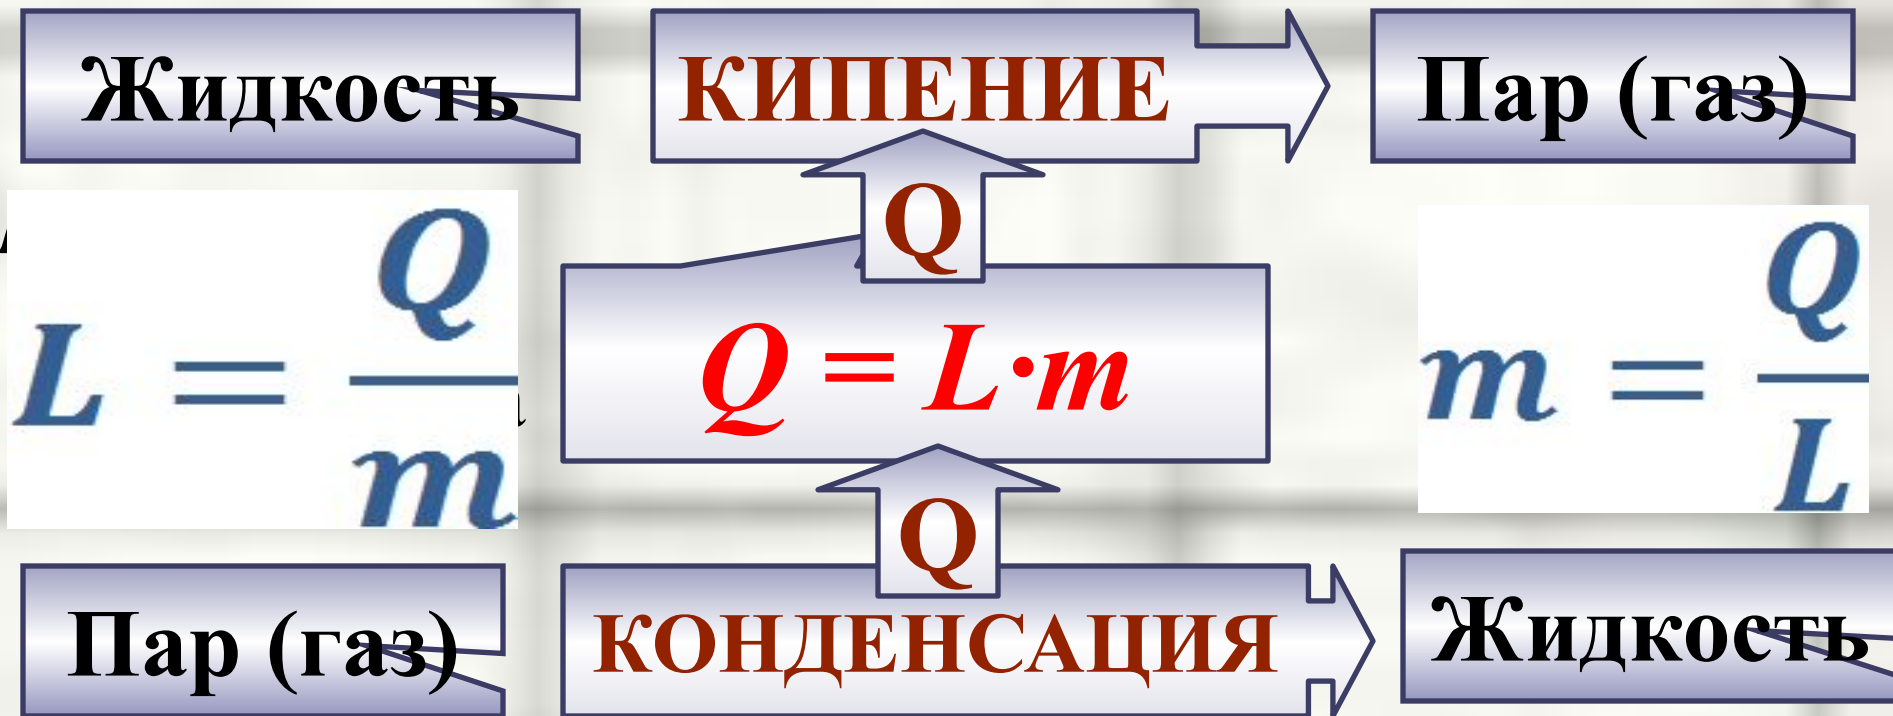 Жидкость
КИПЕНИЕ
Пар (газ)
Q
L = Q/m
Q = L·m
m = Q/L
Q
Пар (газ)
КОНДЕНСАЦИЯ
Жидкость